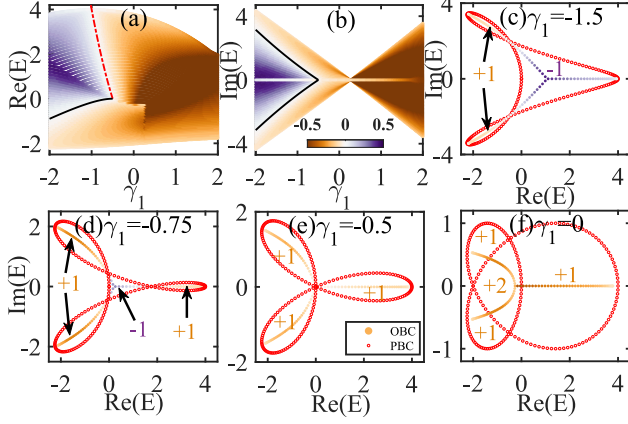 (a)
Re(E)
4
2
0
-2
-2 -1 0 1 2
γ1
(b)
Im(E)
4
2
0
-2
-4
-0.5 0 0.5
-2 -1 0 1 2
γ1
(c)γ1=-1.5
4
0
-4
+1
-1
-2 0 2 4
Re(E)
(d)γ1=-0.75
Im(E)
2
0
-2
+1
-1
+1
-2 0 2 4
Re(E)
(e)γ1=-0.5
2
0
-2
+1
+1
+1
OBC
PBC
-2 0 2 4
Re(E)
(f)γ1=0
1
0
-1
+1
+2
+1
+1
-2 0 2 4
Re(E)